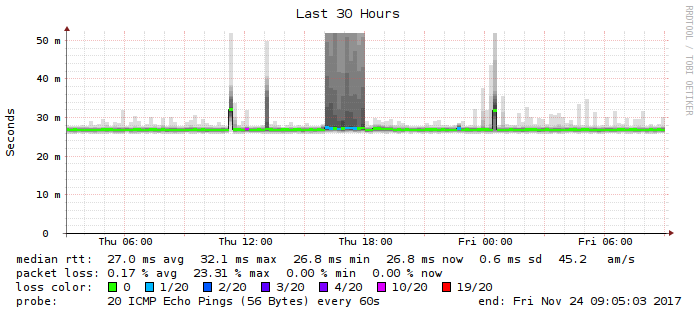 Last 30 Hours
RRDTOOL / TOBI OETIKER
Seconds
50 m
40 m
30 m
20 m
10 m
0
Thu 06:00 Thu 12:00 Thu 18:00 Fri 00:00 Fri 06:00
median rtt: 27.0 ms avg 32.1 ms max 26.8 ms min 26.8 ms now 0.6 ms sd 45.2 am/s
packet loss: 0.17 % avg 23.31 % max 0.00 % min 0.00 % now
loss color: 0 1/20 2/20 3/20 4/20 10/20 19/20
probe: 20 ICMP Echo Pings (56 Bytes) every 60s end: Fri Nov 24 09:05:03 2017